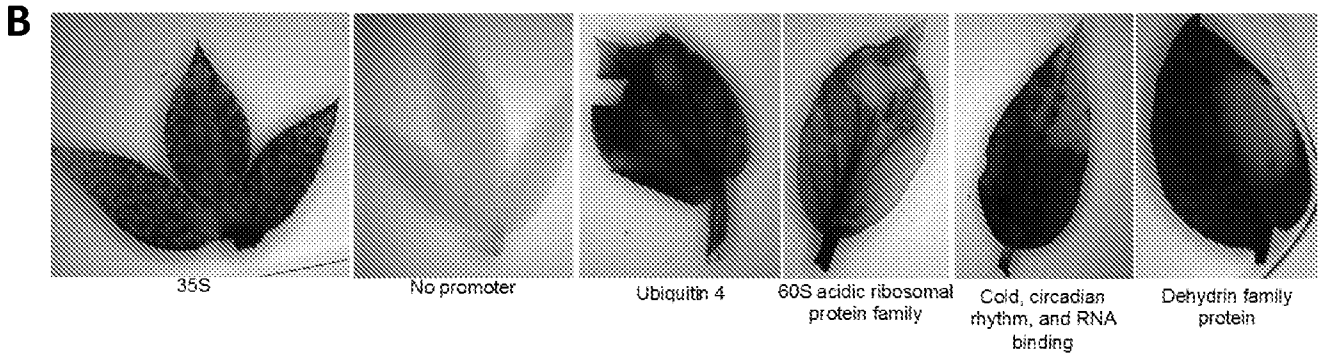 B
35S
No promoter
Ubiquitin 4
60S acidic ribosomal
protein family
Cold, circadian
rhythm, and RNA
binding
Dehydrin family
protein